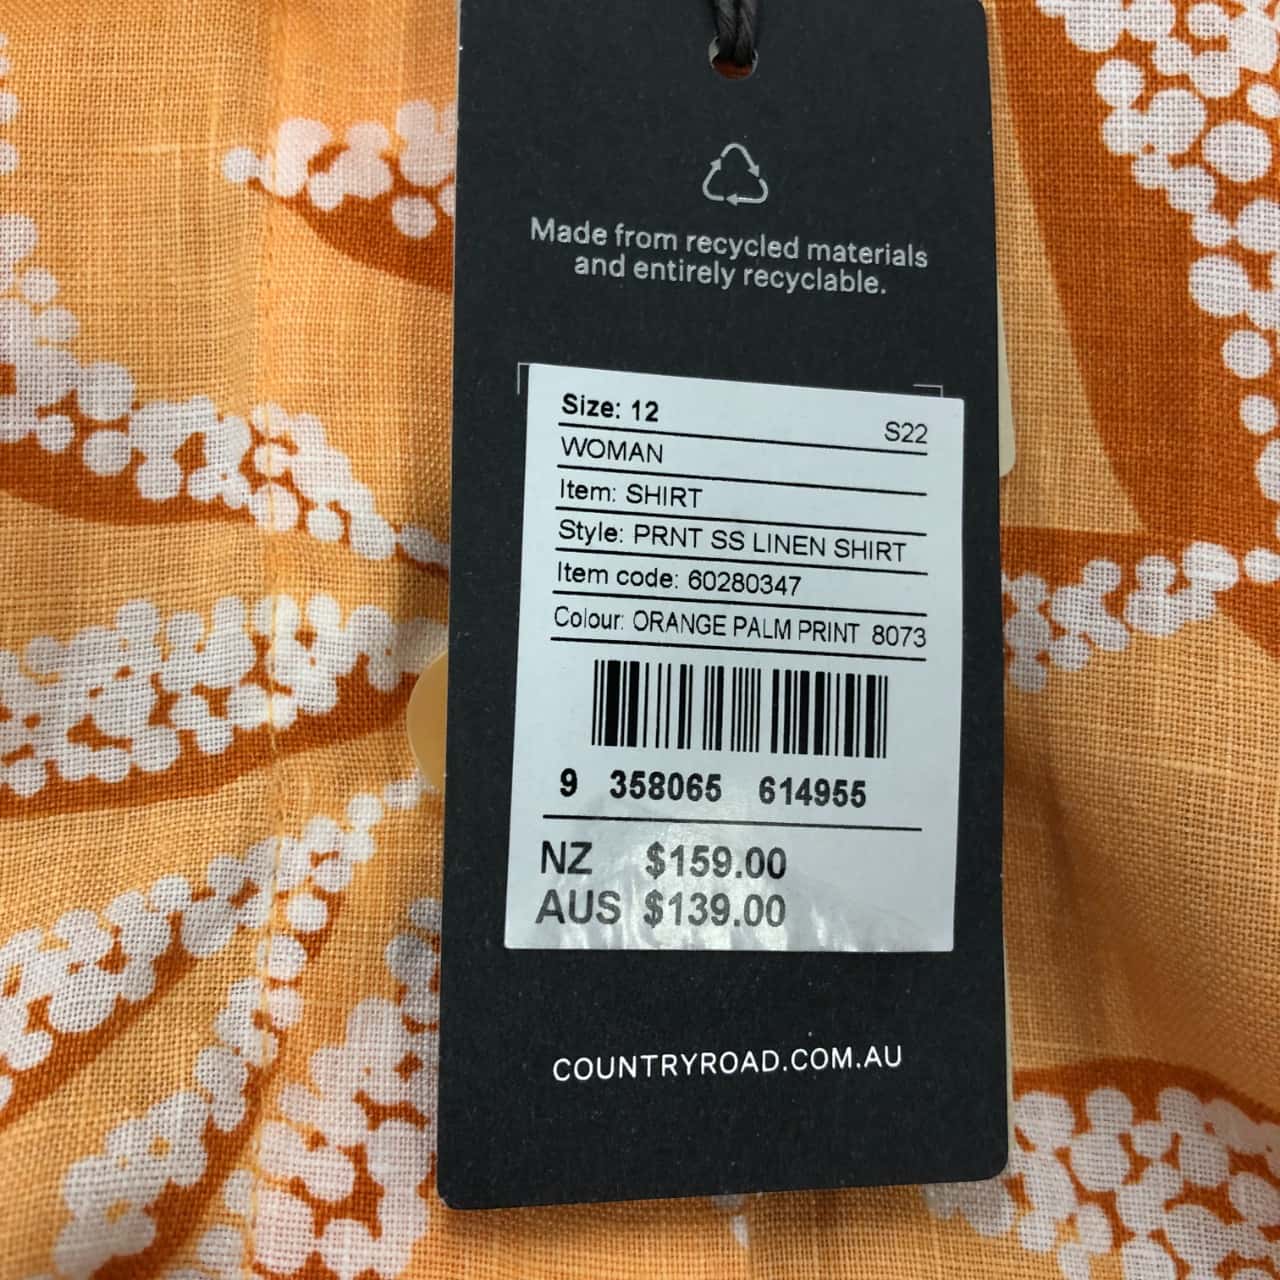 Made from recycled materials
and entirely recyclable.
Size: 12 S22
WOMAN
Item: SHIRT
Style: PRNT SS LINEN SHIRT
Item code: 60280347
Colour: ORANGE PALM PRINT 8073
9 358065 614955
NZ $159.00
AUS $139.00
COUNTRYROAD.COM.AU